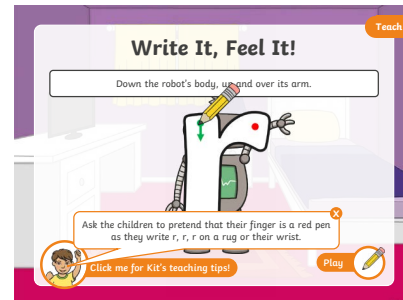 Teach
Write It, Feel It!
Down the robot's body, up and over its arm.
r
Ask the children to pretend that their finger is a red pen
as they write r, r, r on a rug or their wrist.
X
Click me for Kit's teaching tips!
Play